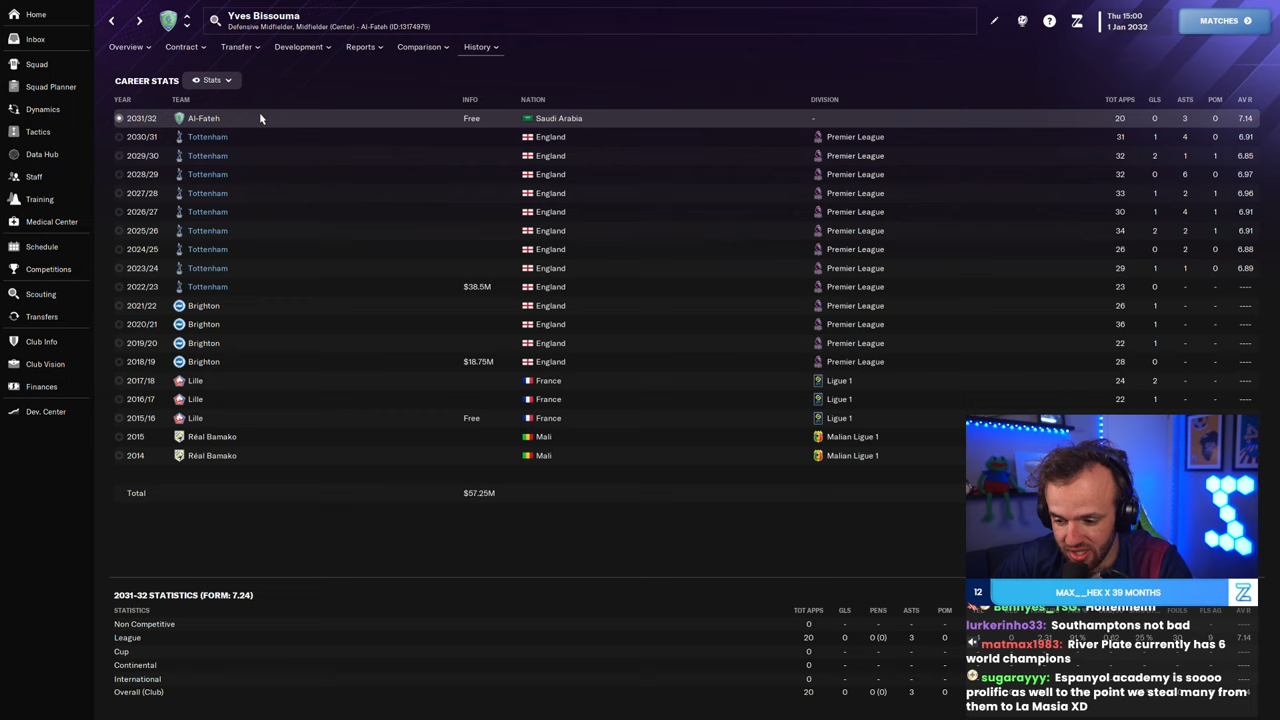 Home
Inbox
Squad
Squad Planner
Dynamics
Tactics
Data Hub
Staff
Training
Medical Center
Schedule
Competitions
Scouting
Transfers
Club Info
Club Vision
Finances
Dev. Center
Yves Bissouma
Defensive Midfielder, Midfielder (Center) - Al-Fateh (ID:13174979)
Thu 15:00
1 Jan 2032
MATCHES
Overview Contract Transfer Development Reports Comparison History
CAREER STATS Stats
YEAR TEAM INFO NATION DIVISION TOT APPS GLS ASTS POM AV R
2031/32 Al-Fateh Free Saudi Arabia - 20 0 3 0 7.14
2030/31 Tottenham England Premier League 31 1 4 0 6.91
2029/30 Tottenham England Premier League 32 2 1 1 6.85
2028/29 Tottenham England Premier League 32 0 6 0 6.97
2027/28 Tottenham England Premier League 33 1 2 1 6.96
2026/27 Tottenham England Premier League 30 1 4 1 6.91
2025/26 Tottenham England Premier League 34 2 2 1 6.91
2024/25 Tottenham England Premier League 26 0 2 0 6.88
2023/24 Tottenham England Premier League 29 1 1 0 6.89
2022/23 Tottenham $38.5M England Premier League 23 0 - - ----
2021/22 Brighton England Premier League 26 1 - - ----
2020/21 Brighton England Premier League 36 1 - - ----
2019/20 Brighton England Premier League 22 1 - - ----
2018/19 Brighton $18.75M England Premier League 28 0 - - ----
2017/18 Lille France Ligue 1 24 2 - - ----
2016/17 Lille France Ligue 1 22 1 - - ----
2015/16 Lille Free France Ligue 1
2015 Réal Bamako Mali Malian Ligue 1
2014 Réal Bamako Mali Malian Ligue 1
Total $57.25M
2031-32 STATISTICS (FORM: 7.24)
STATISTICS TOT APPS GLS PENS ASTS POM FLS AG AV R
Non Competitive 0 - - - -
League 20 0 0 (0) 3 0
Cup 0 - - - -
Continental 0 - - - -
International 0 - - - -
Overall (Club) 20 0 0 (0) 3 0
12 MAX__HEK X 39 MONTHS
Bennyes_TSG: Hoffenheim
lurkerinho33: Southamptons not bad
matmax1983: River Plate currently has 6
world champions
sugarayyy: Espanyol academy is soooo
prolific as well to the point we steal many from
them to La Masia XD